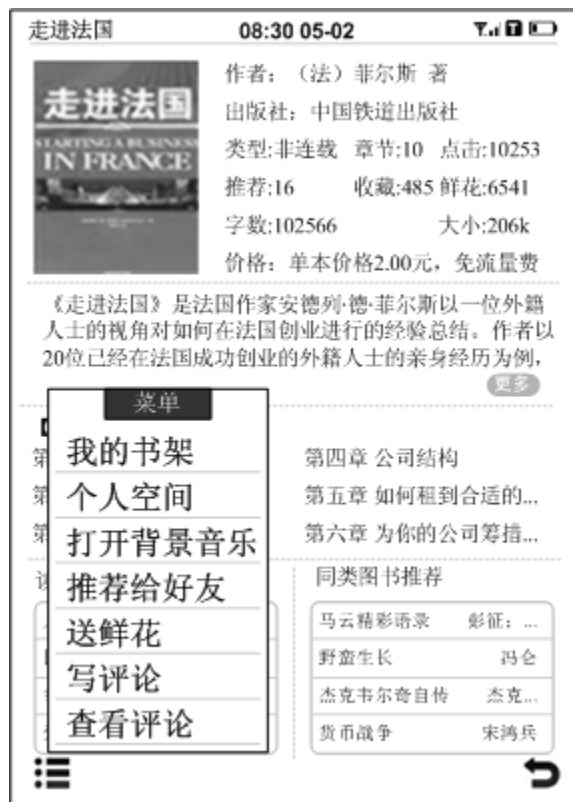 走进法国 08:30 05-02
走进法国
STARTING A BUSINESS
IN FRANCE
作者：（法）菲尔斯 著
出版社：中国铁道出版社
类型:非连载 章节:10 点击:10253
推荐:16 收藏:485 鲜花:6541
字数:102566 大小:206k
价格：单本价格2.00元，免流量费
《走进法国》是法国作家安德列·德·菲尔斯以一位外籍
人士的视角对如何在法国创业进行的经验总结。作者以
20位已经在法国成功创业的外籍人士的亲身经历为例，
更多
菜单
我的书架
个人空间
打开背景音乐
推荐给好友
送鲜花
写评论
查看评论
第
第
第
第四章 公司结构
第五章 如何租到合适的...
第六章 为你的公司筹措...
同类图书推荐
马云精彩语录 彭征；...
野蛮生长 冯仑
杰克韦尔奇自传 杰克...
货币战争 宋鸿兵